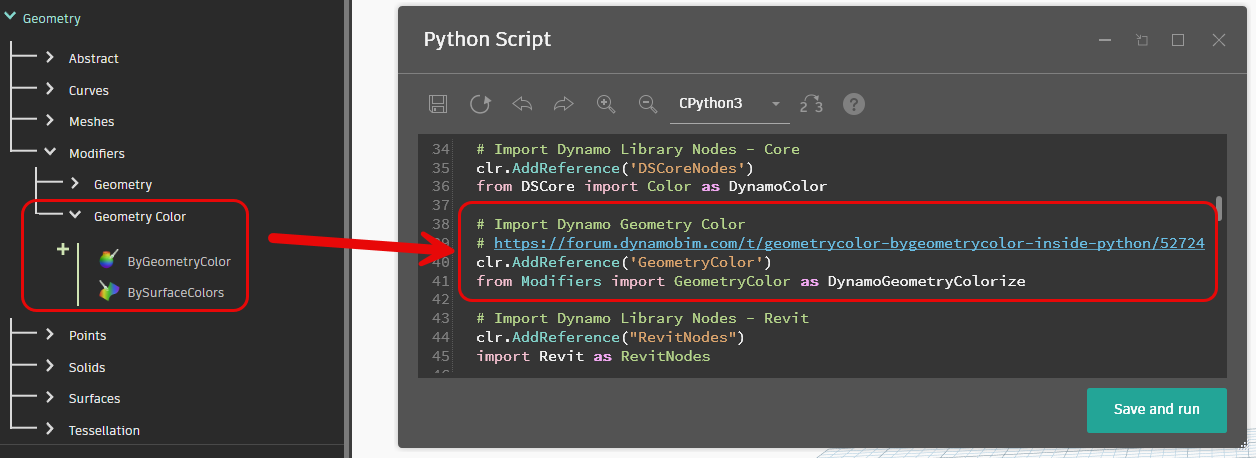 Geometry
Abstract
Curves
Meshes
Modifiers
Geometry
Geometry Color
ByGeometryColor
BySurfaceColors
Points
Solids
Surfaces
Tessellation
Python Script
CPython3
2 3
?
34 # Import Dynamo Library Nodes - Core
35 clr.AddReference('DSCoreNodes')
36 from DSCore import Color as DynamoColor
37
38 # Import Dynamo Geometry Color
39 # https://forum.dynamobim.com/t/geometrycolor-bygeometrycolor-inside-python/52724
40 clr.AddReference('GeometryColor')
41 from Modifiers import GeometryColor as DynamoGeometryColorize
42
43 # Import Dynamo Library Nodes - Revit
44 clr.AddReference("RevitNodes")
45 import Revit as RevitNodes
Save and run